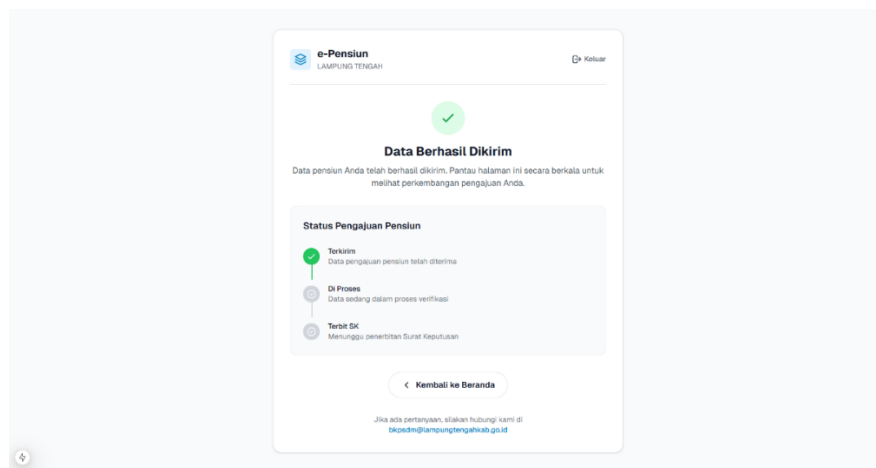 e-Pensiun
LAMPUNG TENGAH
Keluar
Data Berhasil Dikirim
Data pensiun Anda telah berhasil dikirim. Pantau halaman ini secara berkala untuk
melihat perkembangan pengajuan Anda.
Status Pengajuan Pensiun
Terkirim
Data pengajuan pensiun telah diterima
Di Proses
Data sedang dalam proses verifikasi
Terbit SK
Menunggu penerbitan Surat Keputusan
Kembali ke Beranda
Jika ada pertanyaan, silakan hubungi kami di
bkpsdm@lampungtengahkab.go.id